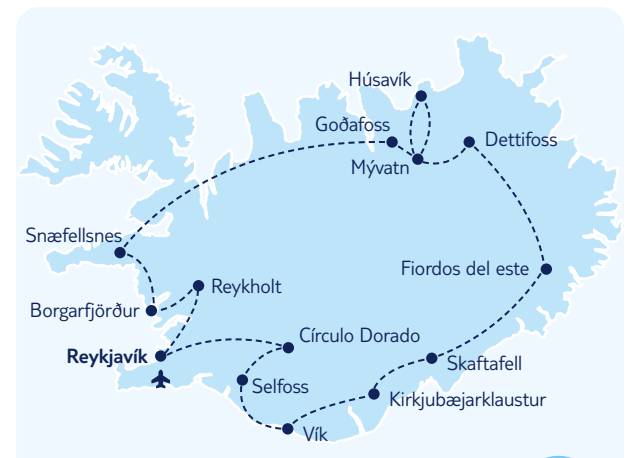 Húsavík
Goðafoss
Dettifoss
Mývatn
Snæfellsnes
Fiordos del este
Reykholt
Borgarfjörður
Círculo Dorado
Reykjavík
Skaftafell
Selfoss
Kirkjubæjarklaustur
Vík